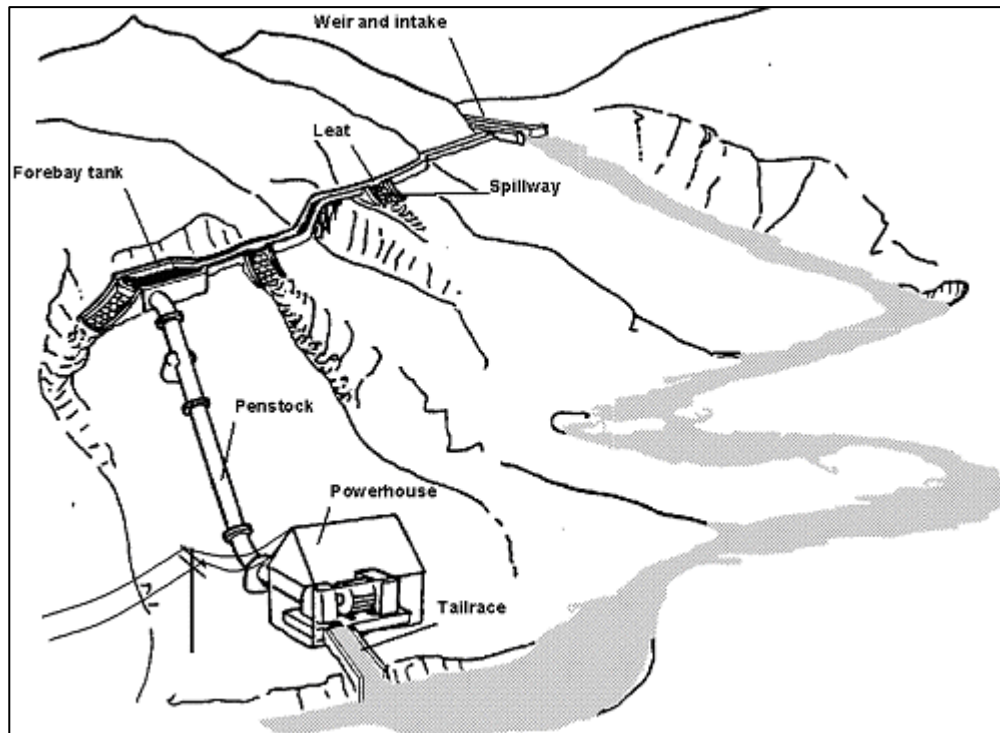 Weir and intake
Leat
Forebay tank
Spillway
Penstock
Powerhouse
Tailrace